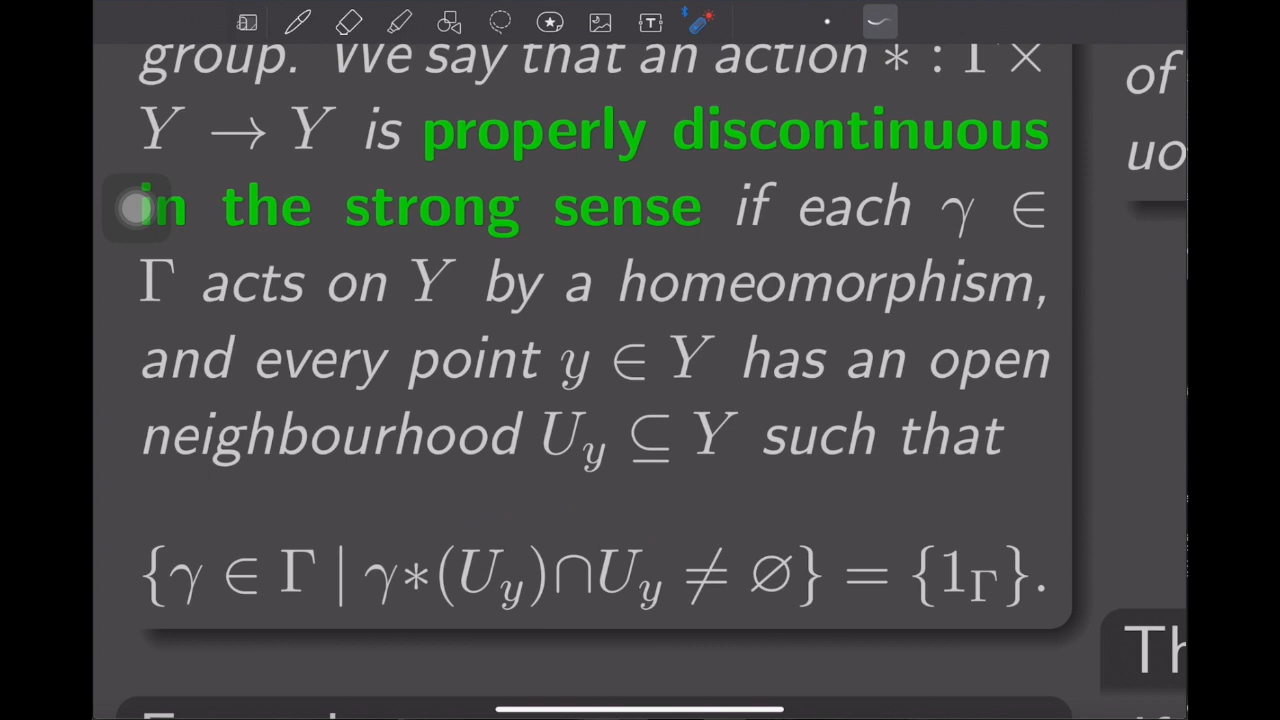 group. We say that an action ∗ : Γ ×
Y → Y is properly discontinuous
in the strong sense if each γ ∈
Γ acts on Y by a homeomorphism,
and every point y ∈ Y has an open
neighbourhood U_y ⊆ Y such that
{γ ∈ Γ | γ∗(U_y)∩U_y ≠ ∅} = {1_Γ}.
of
uo
Th